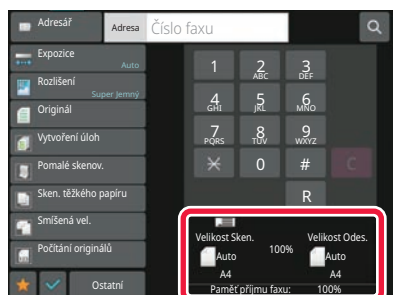 Adresář
Adresa
Číslo faxu
Expozice
Auto
Rozlišení
Super Jemný
Originál
Vytvoření úloh
Pomalé skenov.
Sken. těžkého papíru
Smíšená vel.
Počítání originálů
Ostatní
1
2
ABC
3
DEF
4
GHI
5
JKL
6
MNO
7
PQRS
8
TUV
9
WXYZ
0
#
C
R
Velikost Sken.
Velikost Odes.
Auto
100%
Auto
A4
A4
Paměť příjmu faxu:
100%